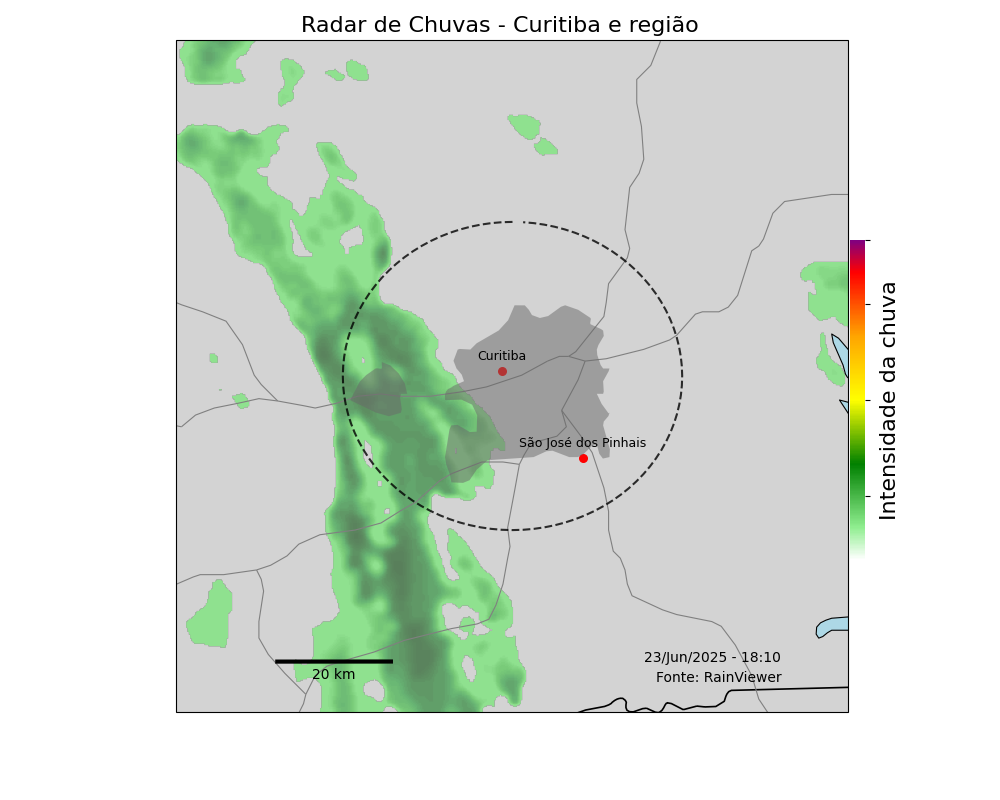 Radar de Chuvas - Curitiba e região
Curitiba
São José dos Pinhais
Intensidade da chuva
20 km
23/Jun/2025 - 18:10
Fonte: RainViewer